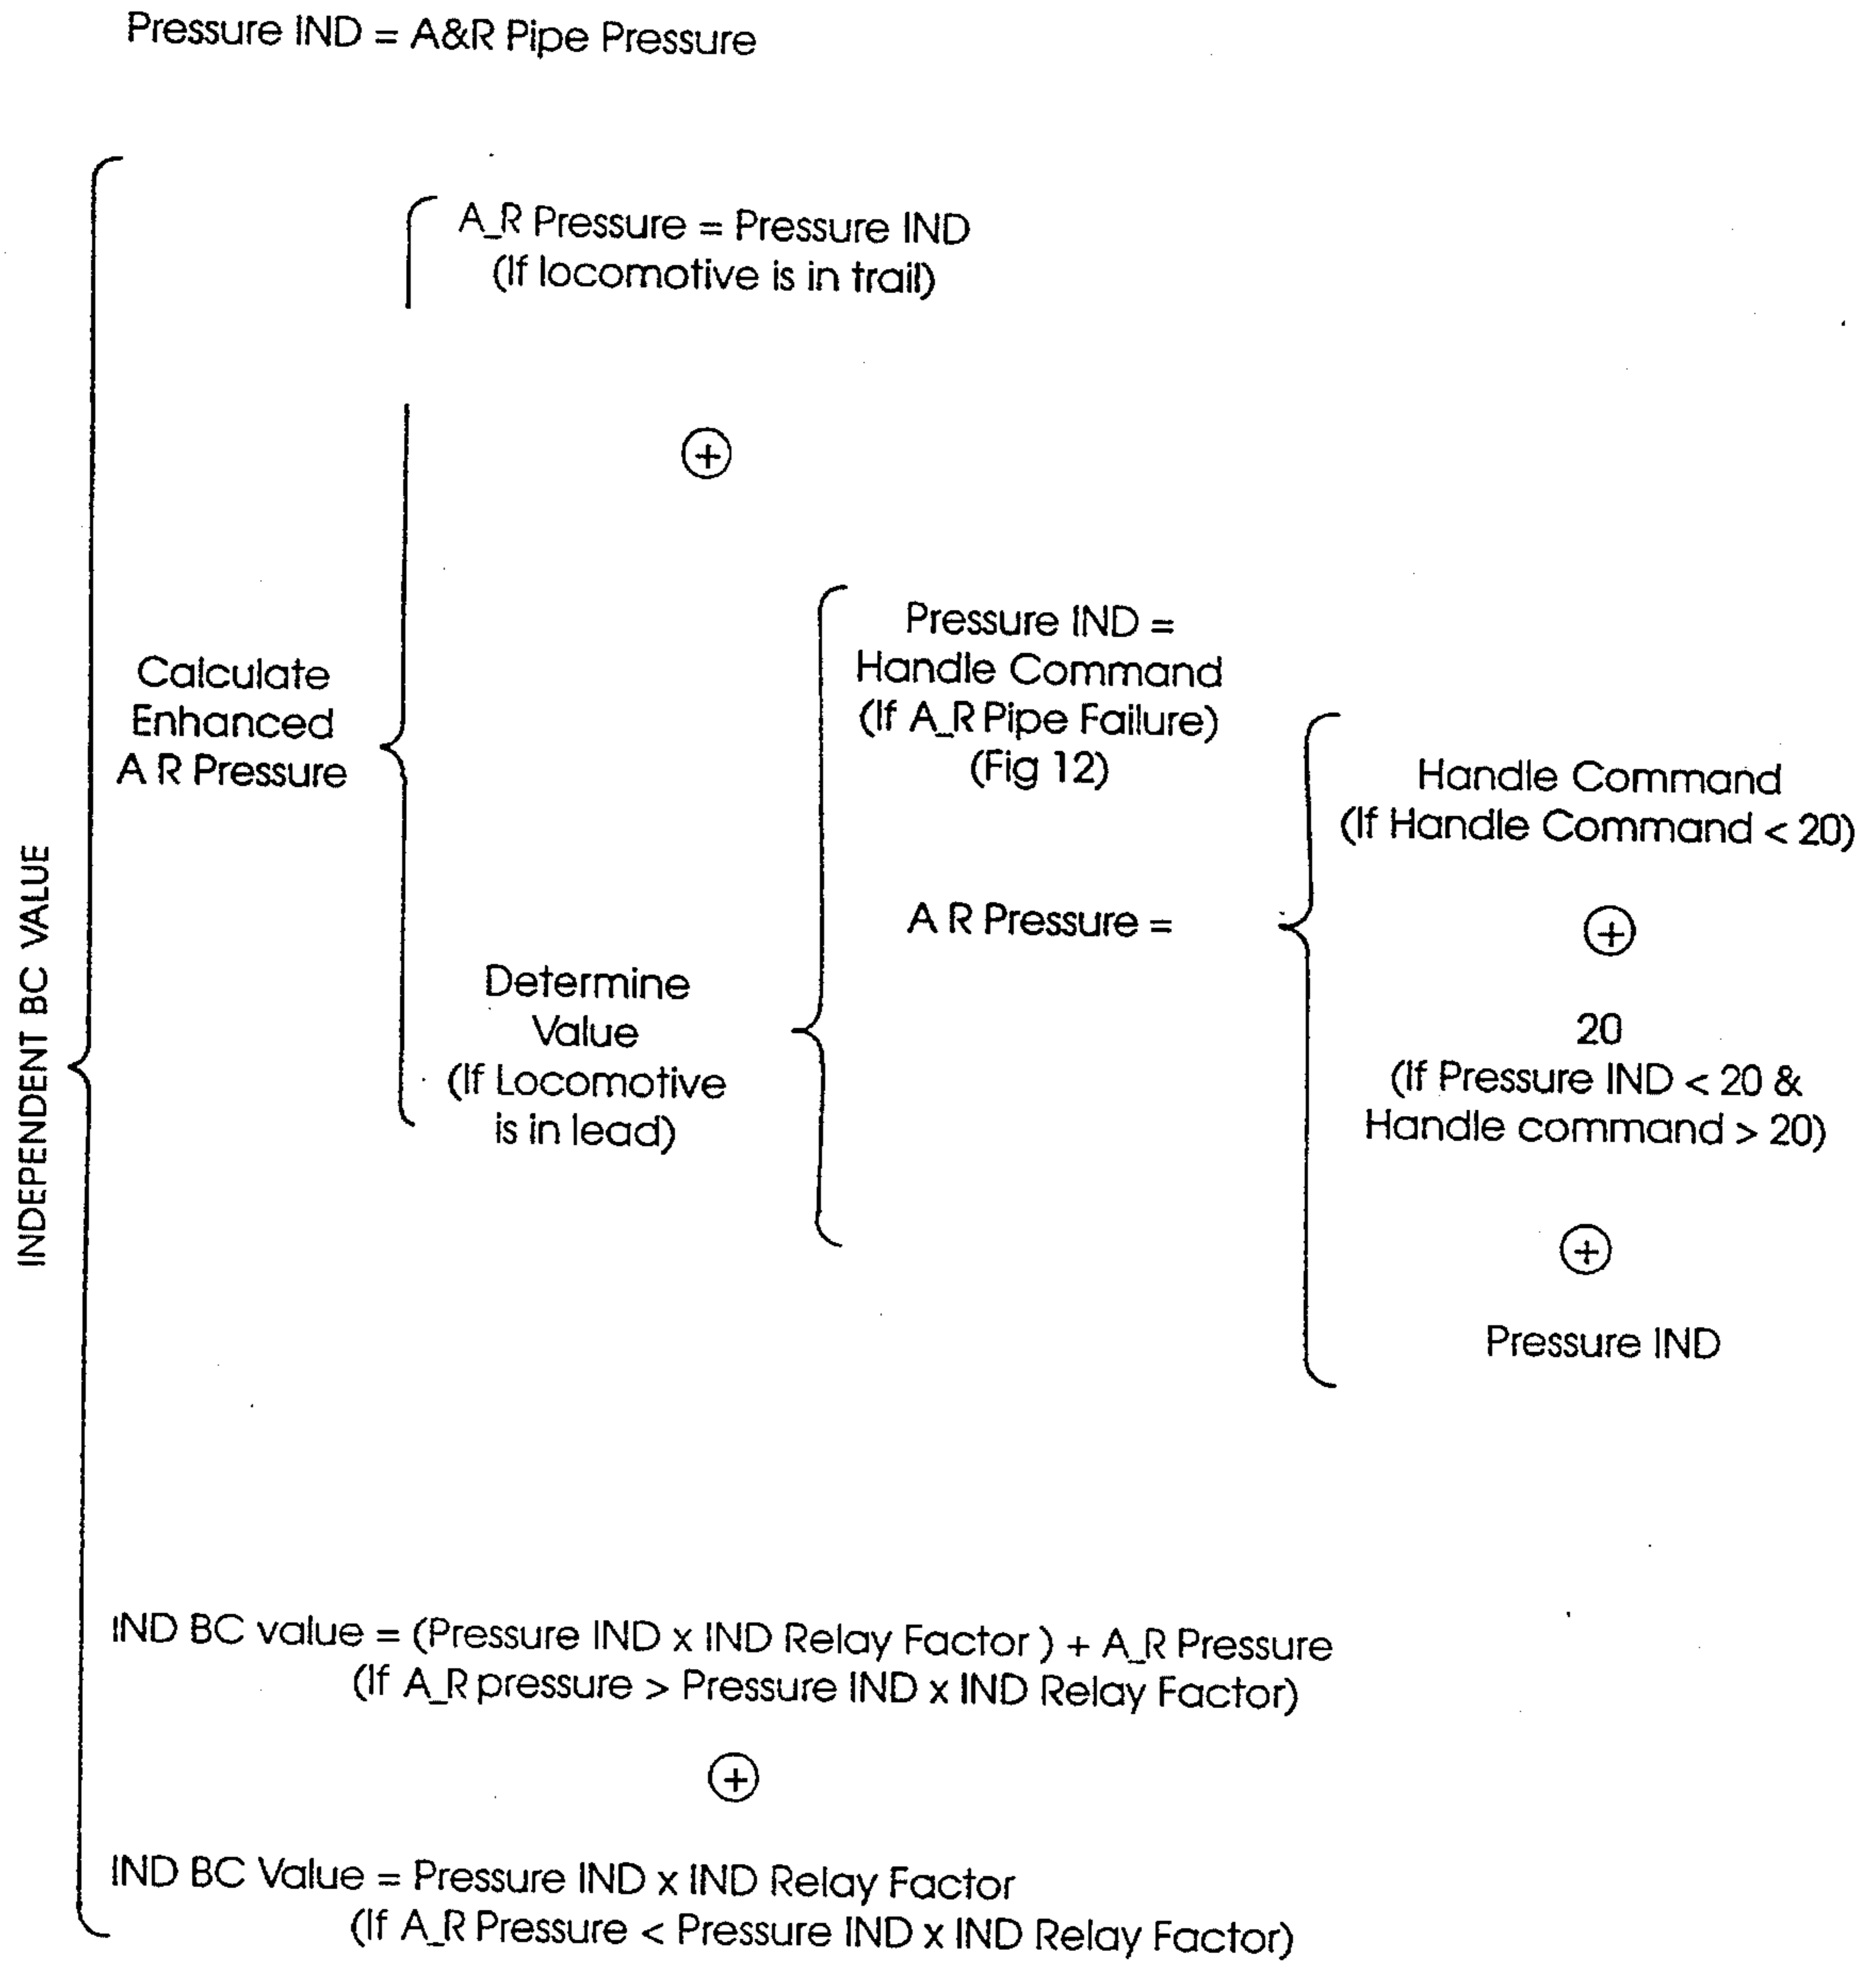 Pressure IND = A&R Pipe Pressure
INDEPENDENT BC VALUE
Calculate
Enhanced
A R Pressure
A_R Pressure = Pressure IND
(If locomotive is in trail)
+
Determine
Value
(If Locomotive
is in lead)
Pressure IND =
Handle Command
(If A_R Pipe Failure)
(Fig 12)
A R Pressure =
Handle Command
(If Handle Command < 20)
+
20
(If Pressure IND < 20 &
Handle command > 20)
+
Pressure IND
IND BC value = (Pressure IND x IND Relay Factor ) + A_R Pressure
(If A_R pressure > Pressure IND x IND Relay Factor)
+
IND BC Value = Pressure IND x IND Relay Factor
(If A_R Pressure < Pressure IND x IND Relay Factor)